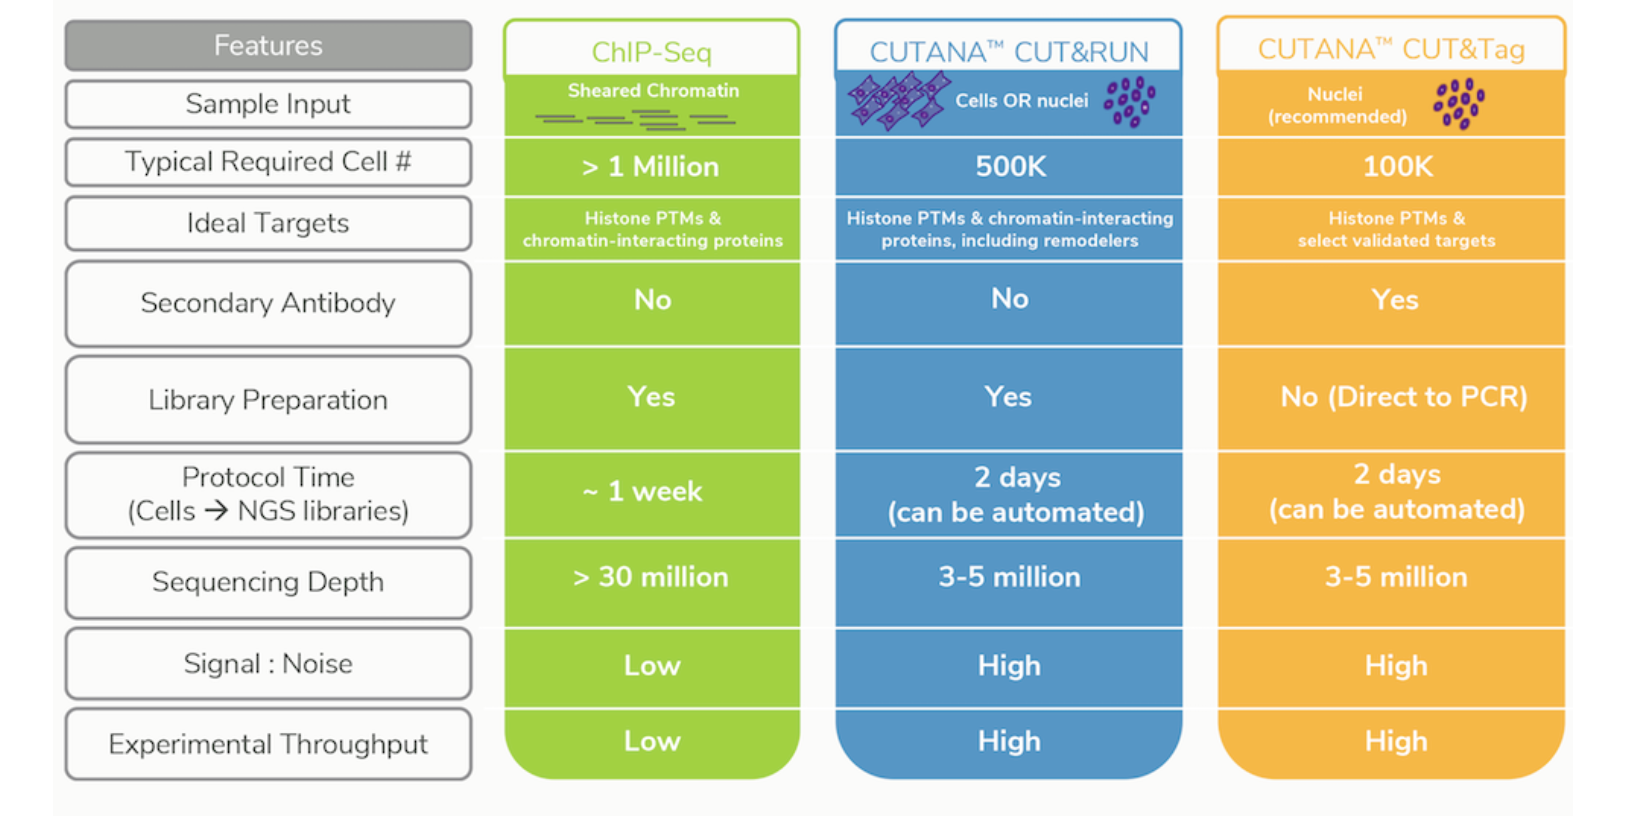 Features
ChIP-Seq
CUTANA™ CUT&RUN
CUTANA™ CUT&Tag
Sample Input
Sheared Chromatin
Cells OR nuclei
Nuclei
(recommended)
Typical Required Cell #
> 1 Million
500K
100K
Ideal Targets
Histone PTMs &
chromatin-interacting proteins
Histone PTMs & chromatin-interacting
proteins, including remodelers
Histone PTMs &
select validated targets
Secondary Antibody
No
No
Yes
Library Preparation
Yes
Yes
No (Direct to PCR)
Protocol Time
(Cells → NGS libraries)
~ 1 week
2 days
(can be automated)
2 days
(can be automated)
Sequencing Depth
> 30 million
3-5 million
3-5 million
Signal : Noise
Low
High
High
Experimental Throughput
Low
High
High